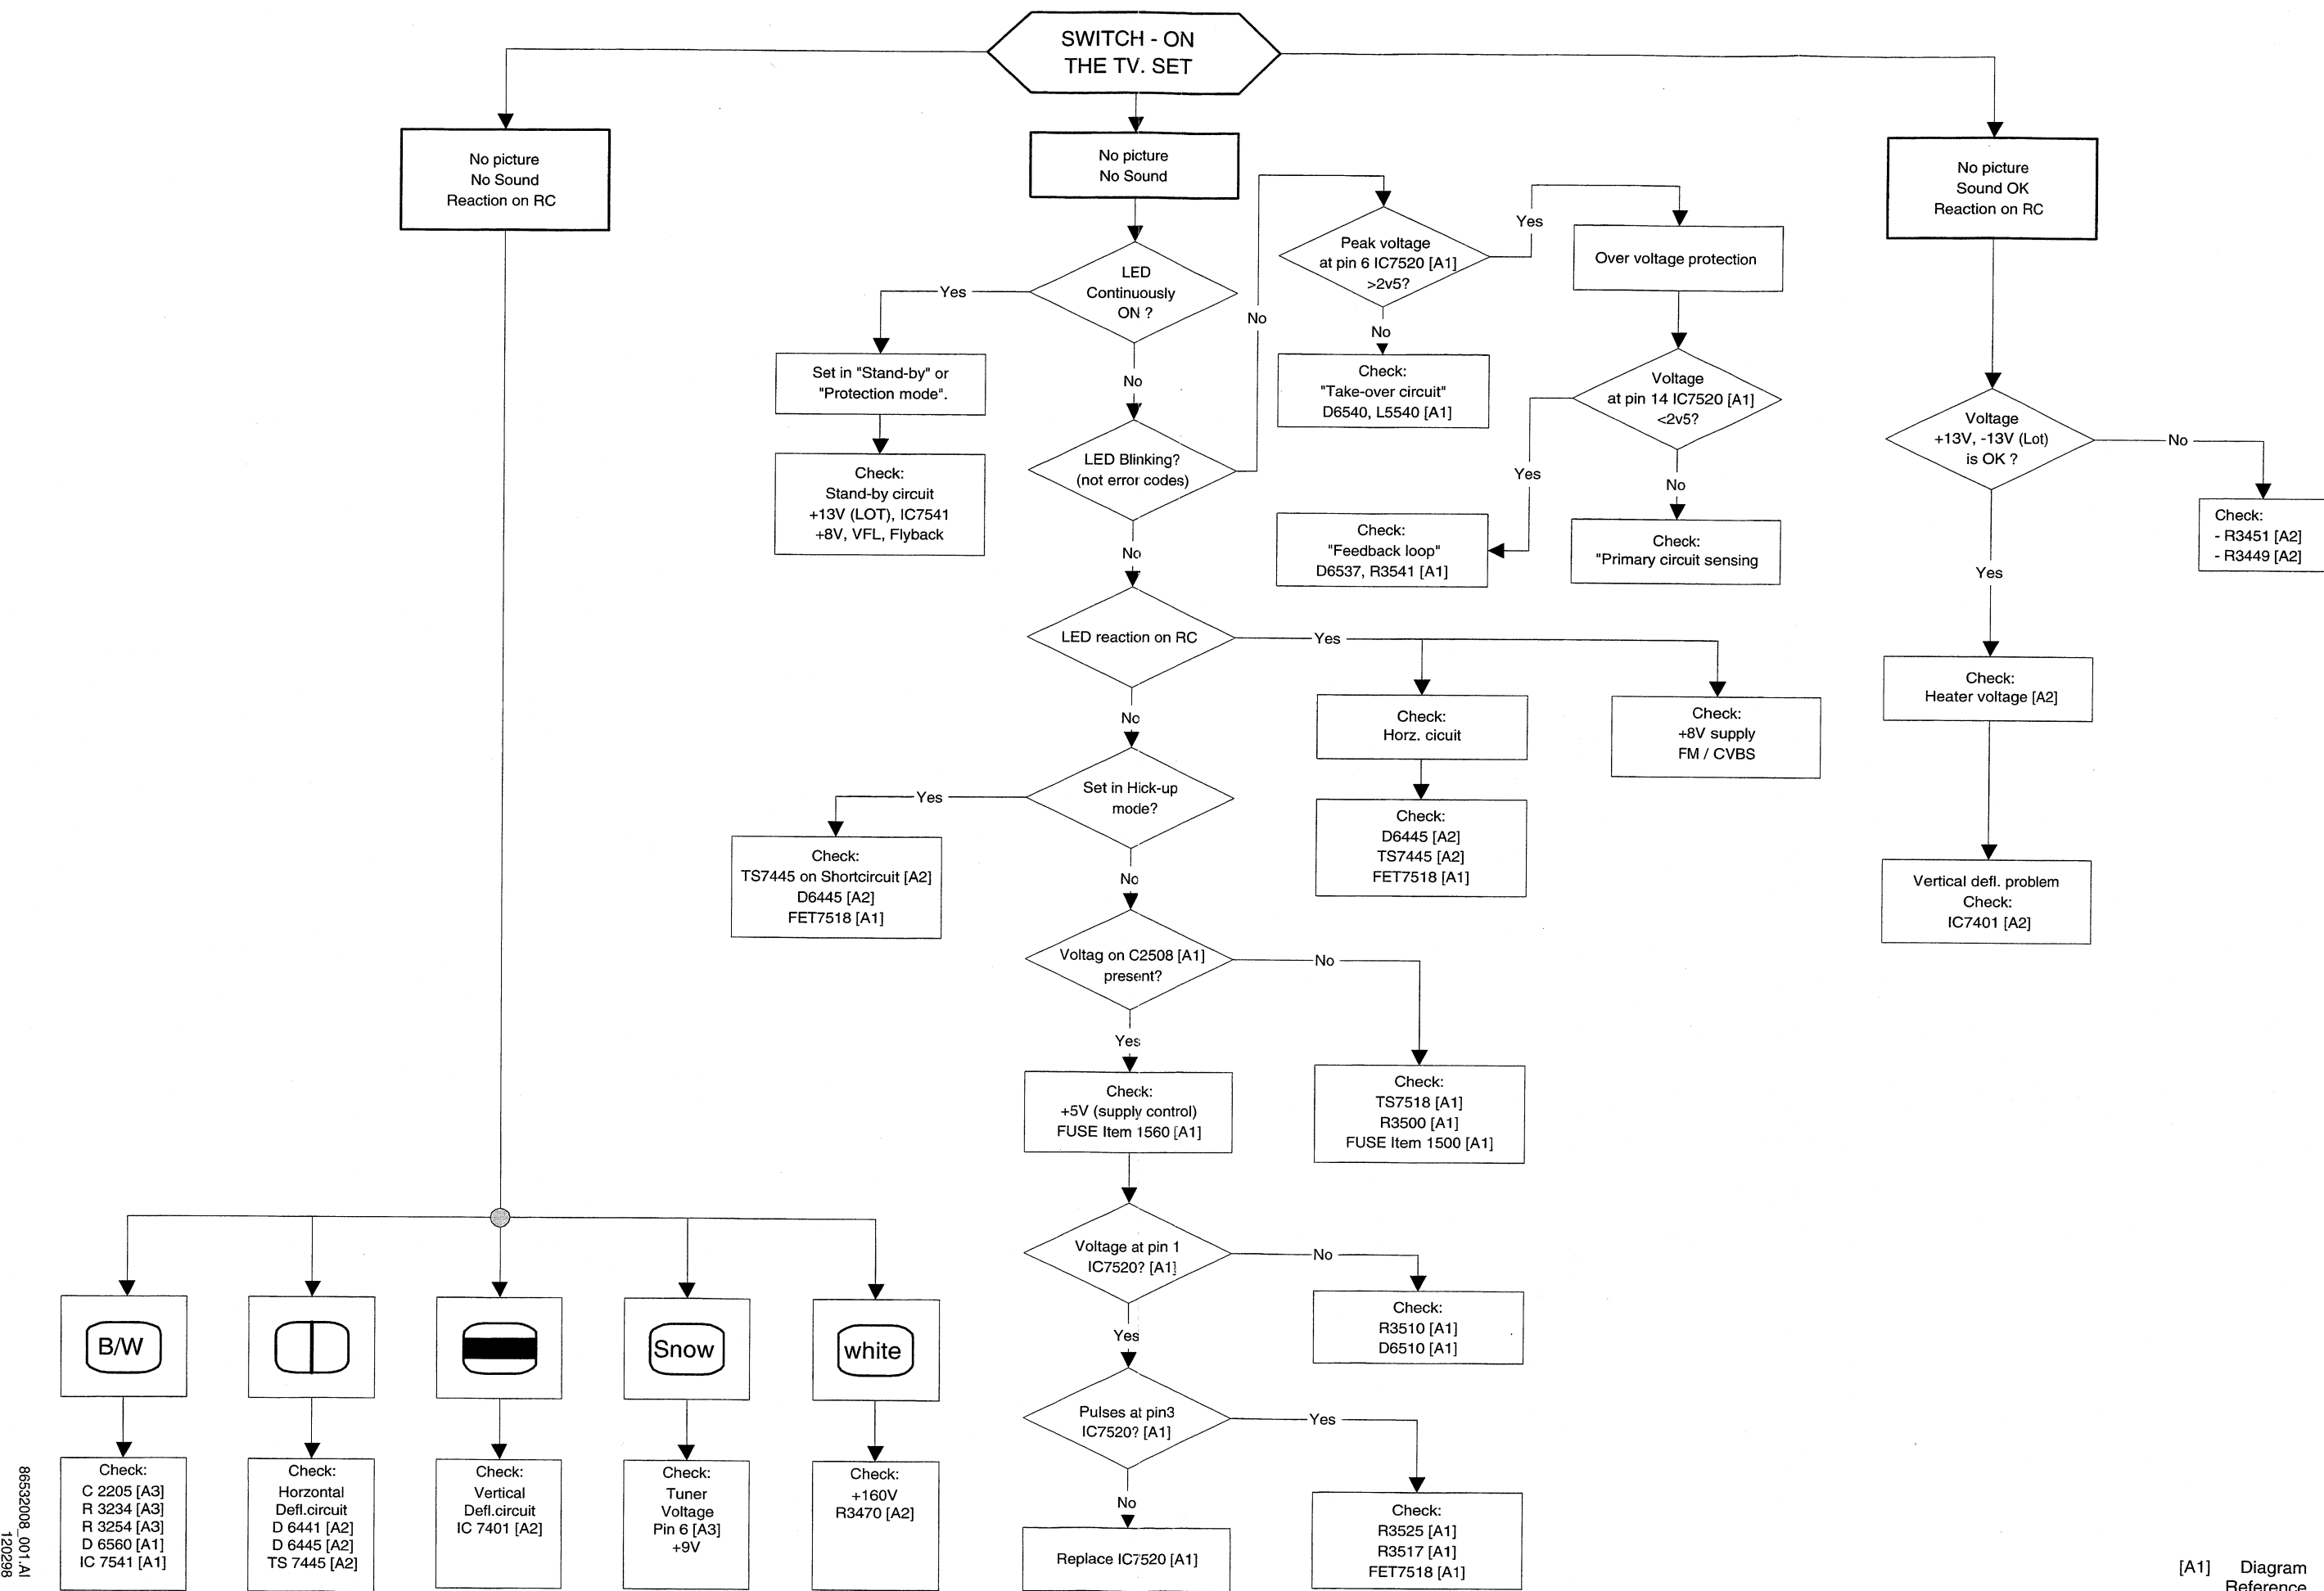 SWITCH - ON
THE TV. SET
No picture
No Sound
Reaction on RC
No picture
No Sound
No picture
Sound OK
Reaction on RC
LED
Continuously
ON ?
Yes
No
Set in "Stand-by" or
"Protection mode".
Check:
Stand-by circuit
+13V (LOT), IC7541
+8V, VFL, Flyback
LED Blinking?
(not error codes)
No
No
Peak voltage
at pin 6 IC7520 [A1]
>2v5?
Yes
No
Check:
"Take-over circuit"
D6540, L5540 [A1]
Over voltage protection
Voltage
at pin 14 IC7520 [A1]
<2v5?
Yes
No
Check:
"Feedback loop"
D6537, R3541 [A1]
Check:
"Primary circuit sensing
Voltage
+13V, -13V (Lot)
is OK ?
No
Yes
Check:
- R3451 [A2]
- R3449 [A2]
Check:
Heater voltage [A2]
Vertical defl. problem
Check:
IC7401 [A2]
LED reaction on RC
Yes
No
Check:
Horz. cicuit
Check:
+8V supply
FM / CVBS
Check:
D6445 [A2]
TS7445 [A2]
FET7518 [A1]
Set in Hick-up
mode?
Yes
No
Check:
TS7445 on Shortcircuit [A2]
D6445 [A2]
FET7518 [A1]
Voltag on C2508 [A1]
present?
No
Yes
Check:
+5V (supply control)
FUSE Item 1560 [A1]
Check:
TS7518 [A1]
R3500 [A1]
FUSE Item 1500 [A1]
Voltage at pin 1
IC7520? [A1]
No
Yes
Check:
R3510 [A1]
D6510 [A1]
Pulses at pin3
IC7520? [A1]
Yes
No
Replace IC7520 [A1]
Check:
R3525 [A1]
R3517 [A1]
FET7518 [A1]
B/W
Snow
white
Check:
C 2205 [A3]
R 3234 [A3]
R 3254 [A3]
D 6560 [A1]
IC 7541 [A1]
Check:
Horzontal
Defl.circuit
D 6441 [A2]
D 6445 [A2]
TS 7445 [A2]
Check:
Vertical
Defl.circuit
IC 7401 [A2]
Check:
Tuner
Voltage
Pin 6 [A3]
+9V
Check:
+160V
R3470 [A2]
86532008_001.AI
120298
[A1] Diagram
Reference